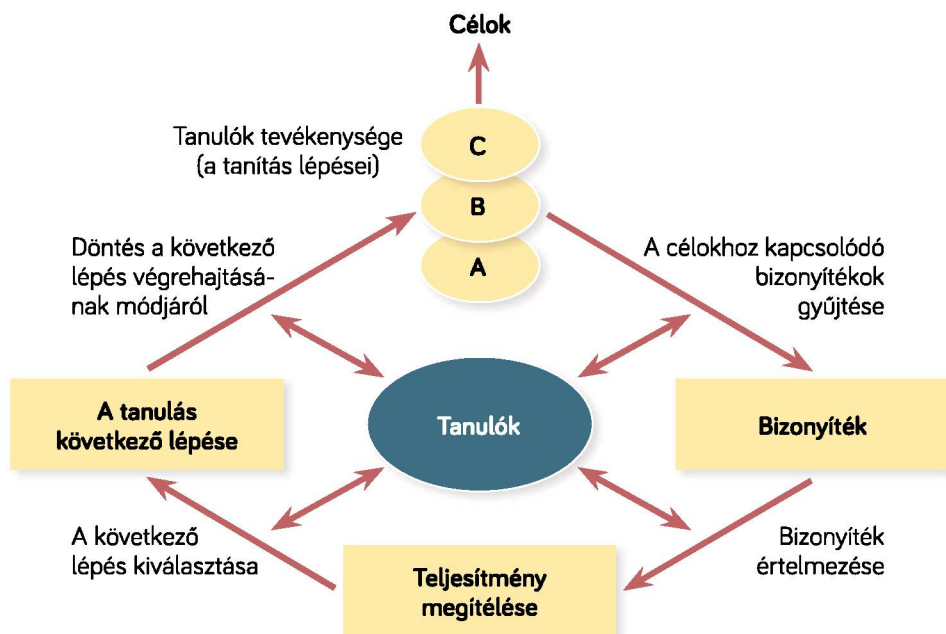 Célok
Tanulók tevékenysége
(a tanítás lépései)
C
B
A
Döntés a következő
lépés végrehajtásá-
nak módjáról
A célokhoz kapcsolódó
bizonyítékok
gyűjtése
A tanulás
következő lépése
Tanulók
Bizonyíték
A következő
lépés kiválasztása
Teljesítmény
megítélése
Bizonyíték
értelmezése